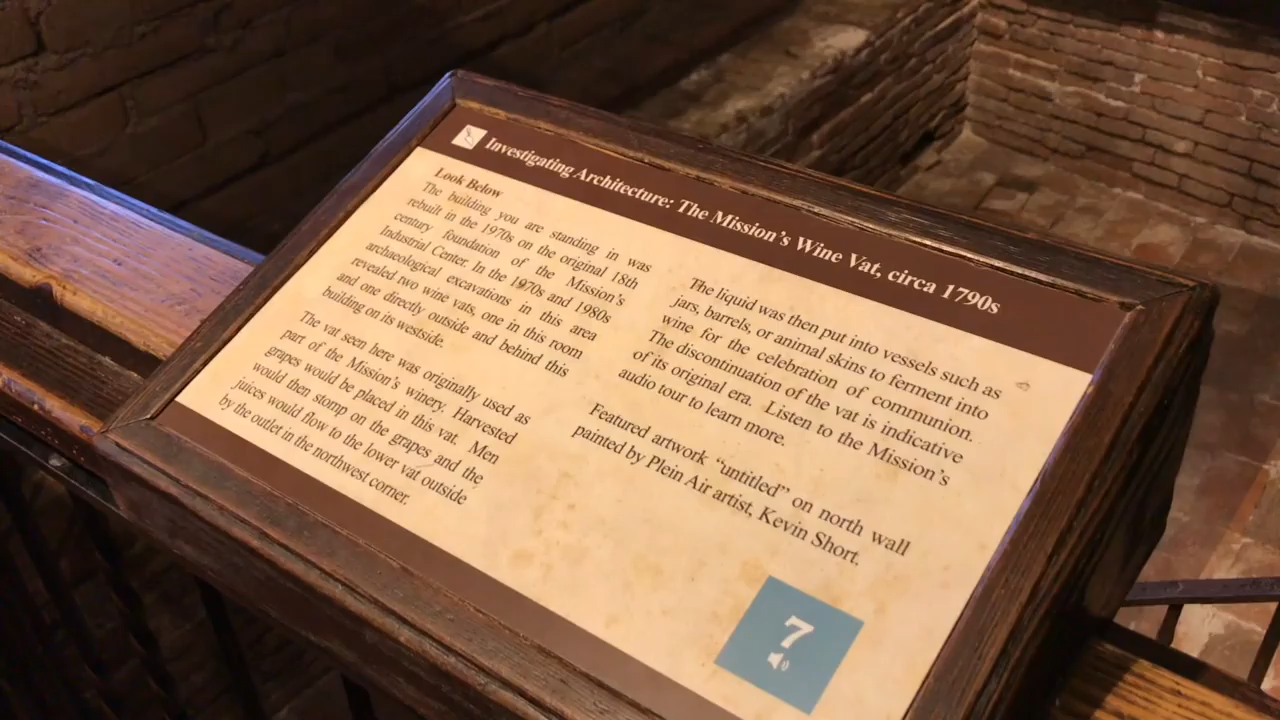 Investigating Architecture: The Mission's Wine Vat, circa 1790s
Look Below
The building you are standing in was
rebuilt in the 1970s on the original 18th
century foundation of the Mission's
Industrial Center. In the 1970s and 1980s
archaeological excavations in this area
revealed two wine vats, one in this room
and one directly outside and behind this
building on its westside.
The vat seen here was originally used as
part of the Mission's winery. Harvested
grapes would be placed in this vat. Men
would then stomp on the grapes and the
juices would flow to the lower vat outside
by the outlet in the northwest corner.
The liquid was then put into vessels such as
jars, barrels, or animal skins to ferment into
wine for the celebration of communion.
The discontinuation of the vat is indicative
of its original era. Listen to the Mission's
audio tour to learn more.
Featured artwork "untitled" on north wall
painted by Plein Air artist, Kevin Short.
7